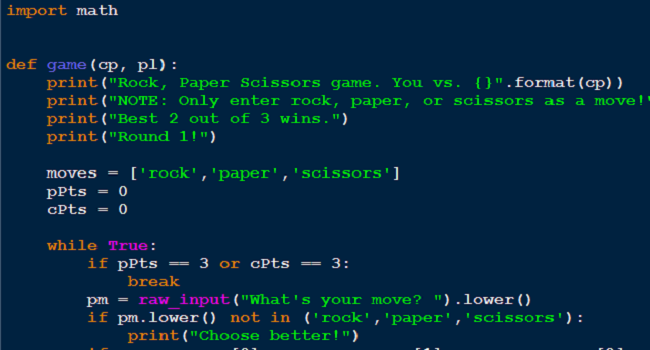 import math
def game(cp, pl):
print("Rock, Paper Scissors game. You vs. {}".format(cp))
print("NOTE: Only enter rock, paper, or scissors as a move!"
print("Best 2 out of 3 wins.")
print("Round 1!")
moves = ['rock','paper','scissors']
pPts = 0
cPts = 0
while True:
if pPts == 3 or cPts == 3:
break
pm = raw_input("What's your move? ").lower()
if pm.lower() not in ('rock','paper','scissors'):
print("Choose better!")